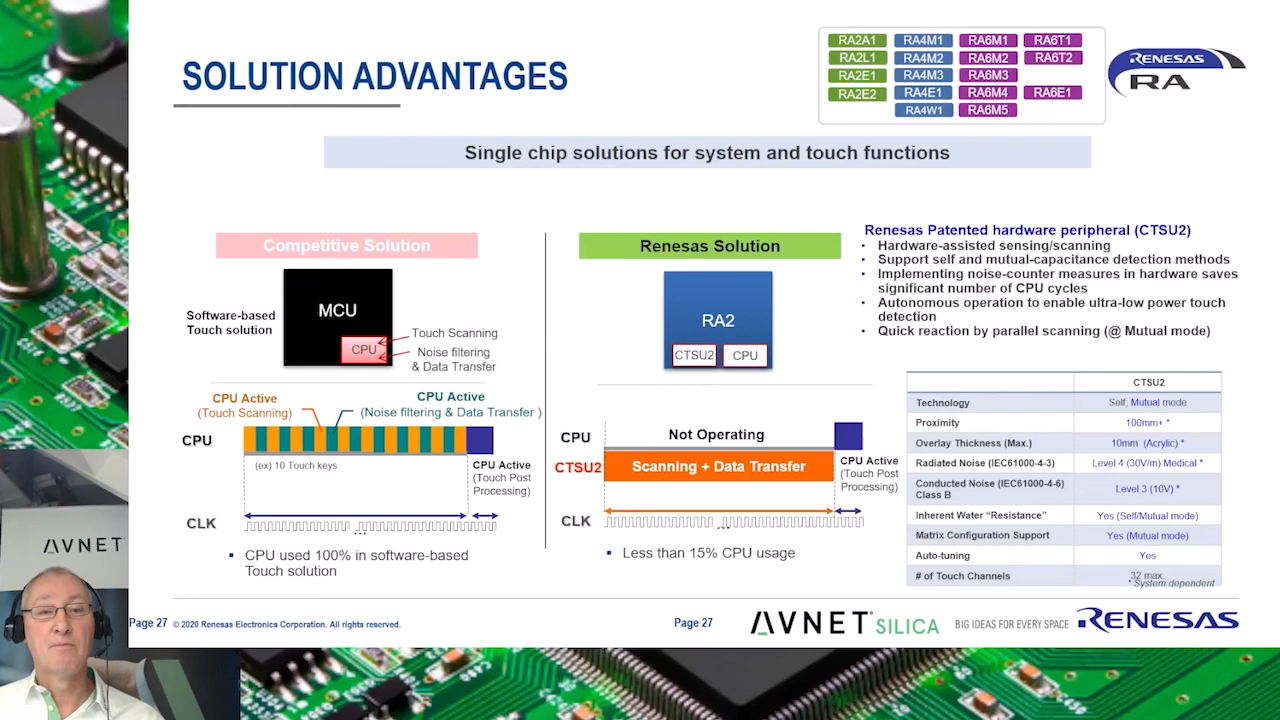 SOLUTION ADVANTAGES
RA2A1 RA4M1 RA6M1 RA6T1
RA2L1 RA4M2 RA6M2 RA6T2
RA2E1 RA4M3 RA6M3
RA2E2 RA4E1 RA6M4 RA6E1
RA4W1 RA6M5
RENESAS
RA
Single chip solutions for system and touch functions
Competitive Solution
Software-based
Touch solution
MCU
CPU
Touch Scanning
Noise filtering
& Data Transfer
CPU Active
(Touch Scanning)
CPU Active
(Noise filtering & Data Transfer )
CPU
(ex) 10 Touch keys
CPU Active
(Touch Post
Processing)
CLK
...
▪ CPU used 100% in software-based
Touch solution
Renesas Solution
RA2
CTSU2 CPU
CPU
Not Operating
CTSU2
Scanning + Data Transfer
CPU Active
(Touch Post
Processing)
CLK
...
▪ Less than 15% CPU usage
Renesas Patented hardware peripheral (CTSU2)
• Hardware-assisted sensing/scanning
• Support self and mutual-capacitance detection methods
• Implementing noise-counter measures in hardware saves
significant number of CPU cycles
• Autonomous operation to enable ultra-low power touch
detection
• Quick reaction by parallel scanning (@ Mutual mode)
CTSU2
Technology Self, Mutual mode
Proximity 100mm+ *
Overlay Thickness (Max.) 10mm (Acrylic) *
Radiated Noise (IEC61000-4-3) Level 4 (30V/m) Medical *
Conducted Noise (IEC61000-4-6)
Class B Level 3 (10V) *
Inherent Water “Resistance” Yes (Self/Mutual mode)
Matrix Configuration Support Yes (Mutual mode)
Auto-tuning Yes
# of Touch Channels 32 max.
* System dependent
AVNET
Page 27 © 2020 Renesas Electronics Corporation. All rights reserved.
Page 27
AVNET® SILICA
BIG IDEAS FOR EVERY SPACE
RENESAS